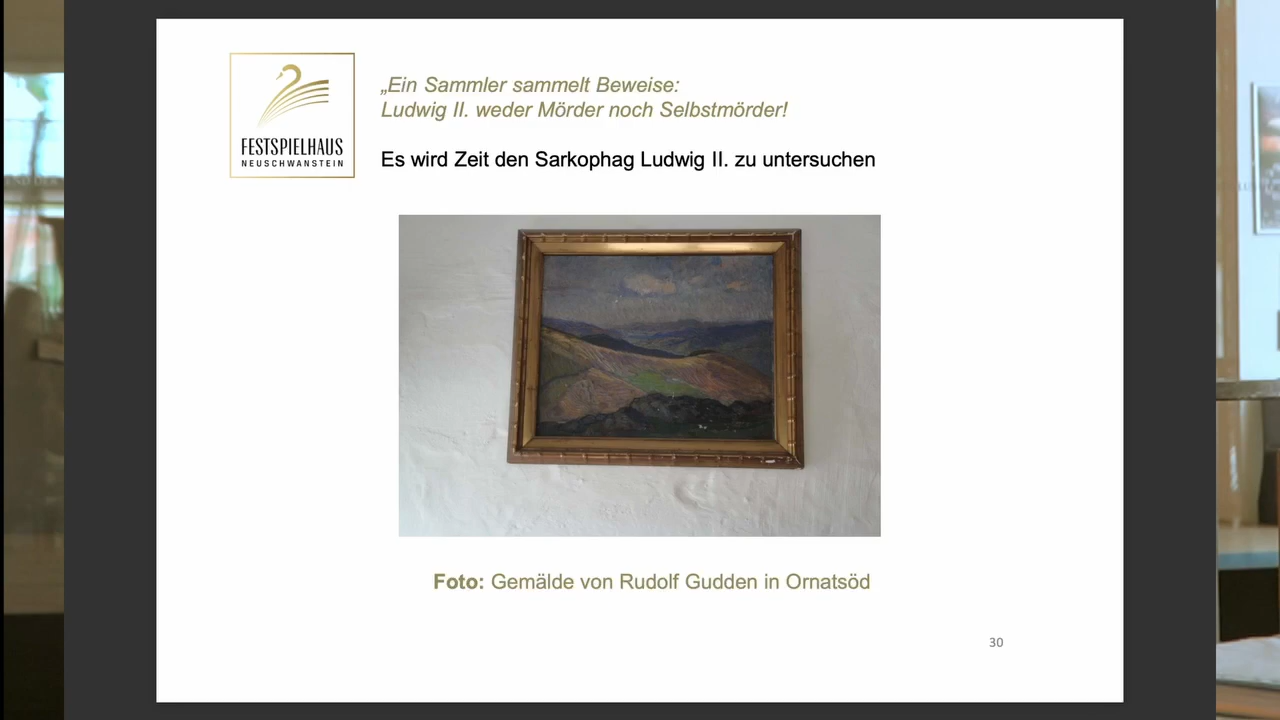 FESTSPIELHAUS
NEUSCHWANSTEIN
„Ein Sammler sammelt Beweise:
Ludwig II. weder Mörder noch Selbstmörder!
Es wird Zeit den Sarkophag Ludwig II. zu untersuchen
Foto: Gemälde von Rudolf Gudden in Ornatsöd
30